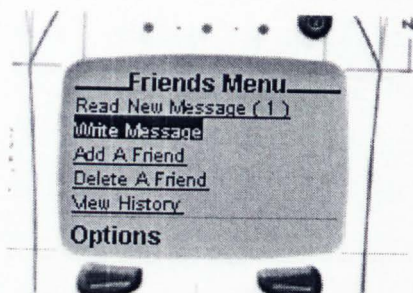 Friends Menu
Read New Message ( 1 )
Write Message
Add A Friend
Delete A Friend
View History
Options